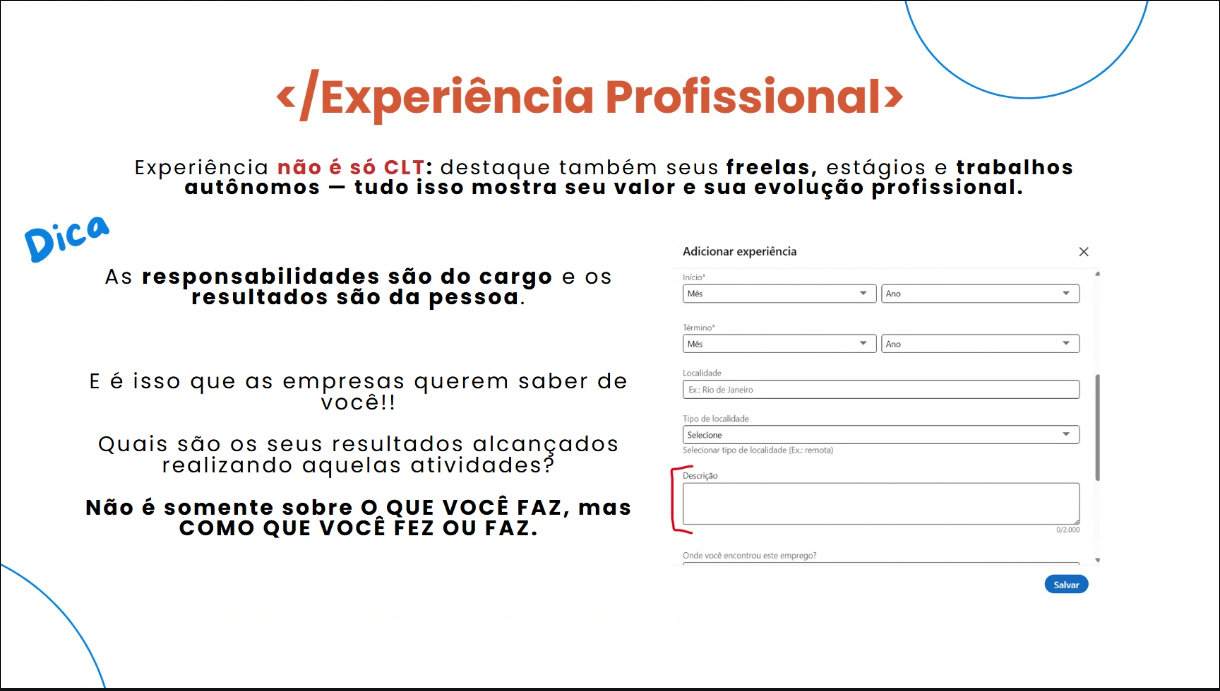 </Experiência Profissional>
Experiência não é só CLT: destaque também seus freelas, estágios e trabalhos
autônomos — tudo isso mostra seu valor e sua evolução profissional.
Dica
As responsabilidades são do cargo e os
resultados são da pessoa.
E é isso que as empresas querem saber de
você!!
Quais são os seus resultados alcançados
realizando aquelas atividades?
Não é somente sobre O QUE VOCÊ FAZ, mas
COMO QUE VOCÊ FEZ OU FAZ.
Adicionar experiência
Início*
Mês Ano
Término*
Mês Ano
Localidade
Ex.: Rio de Janeiro
Tipo de localidade
Selecione
Selecionar tipo de localidade (Ex.: remota)
Descrição
0/2.000
Onde você encontrou este emprego?
Salvar